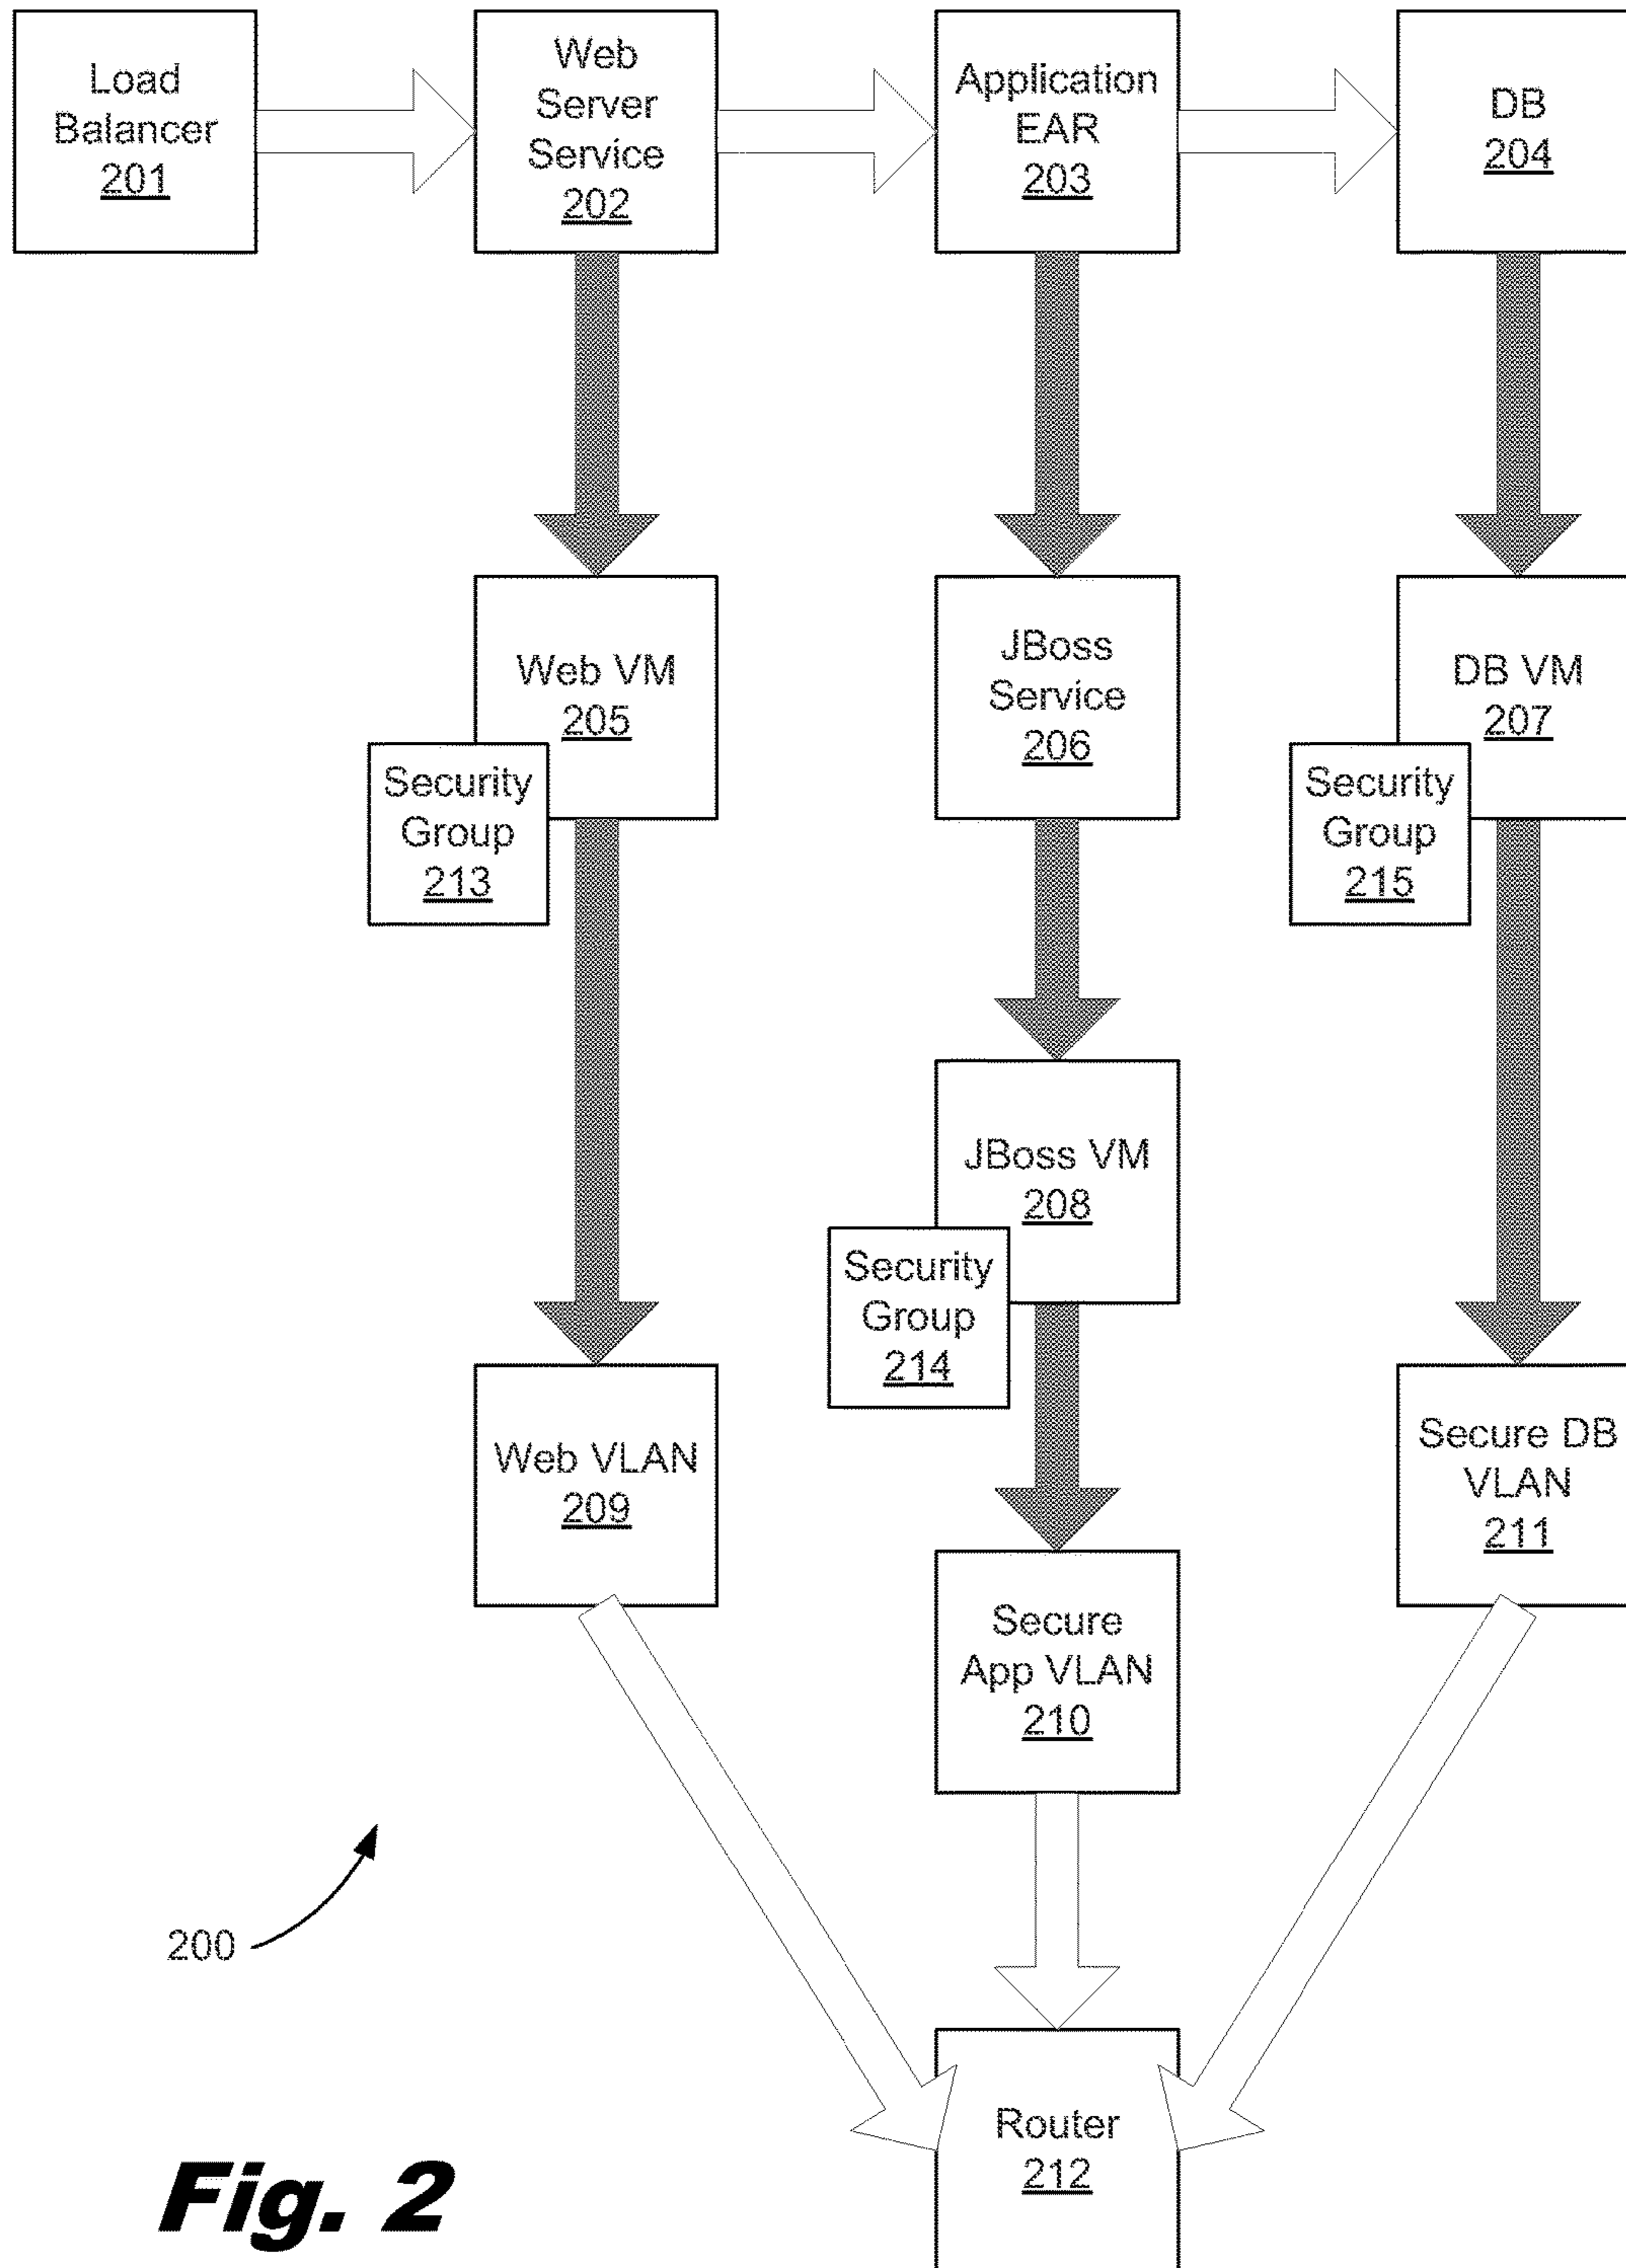 Load
Balancer
201
Web
Server
Service
202
Application
EAR
203
DB
204
Web VM
205
Security
Group
213
JBoss
Service
206
DB VM
207
Security
Group
215
JBoss VM
208
Security
Group
214
Web VLAN
209
Secure DB
VLAN
211
Secure
App VLAN
210
200
Router
212
Fig. 2